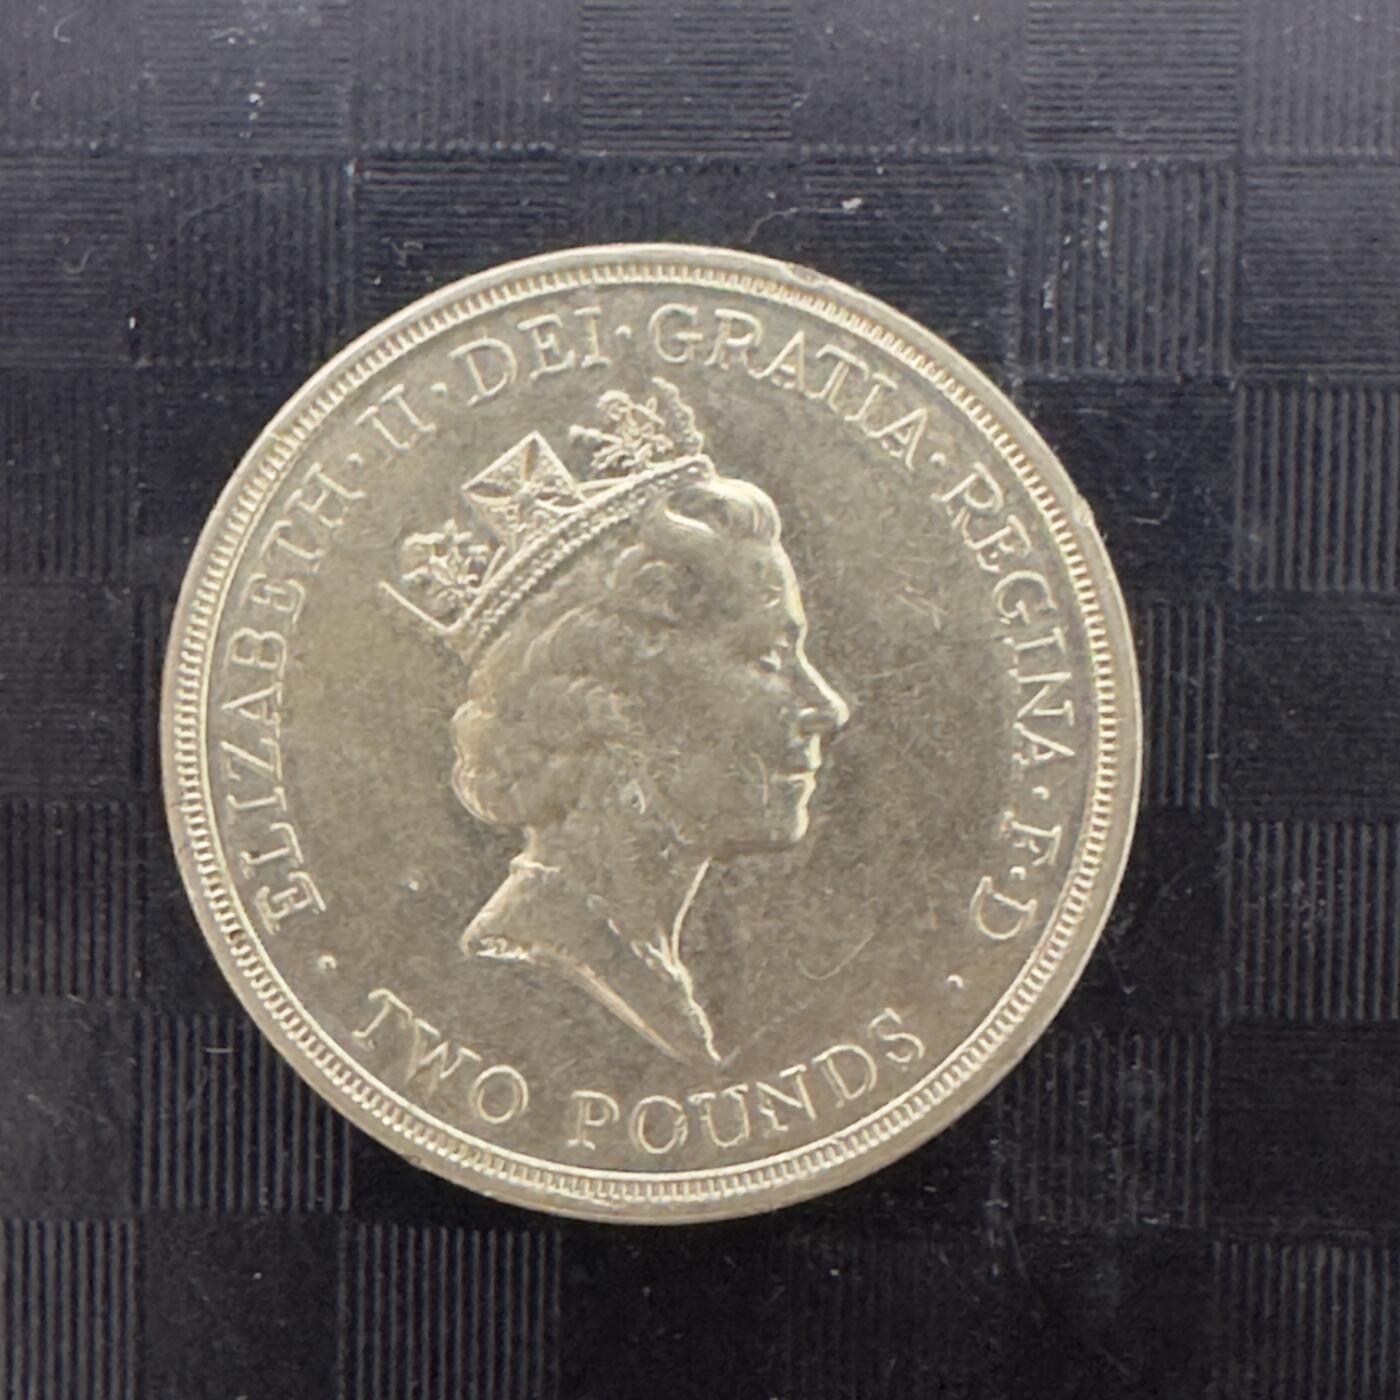 ELIZABETH · II · DEI · GRATIA · REGINA · F · D
· TWO POUNDS ·